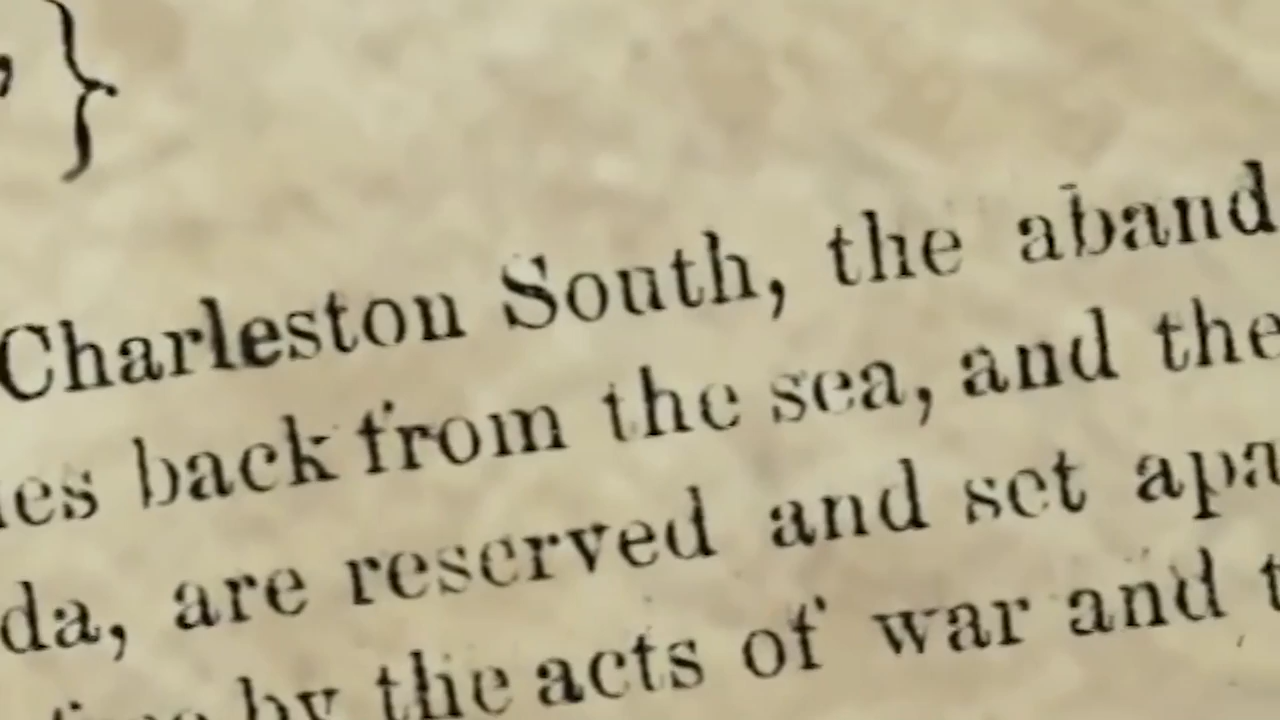 Charleston South, the aband
es back from the sea, and the
da, are reserved and set apa
by the acts of war and t